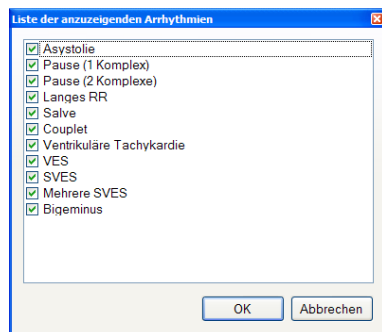 Liste der anzuzeigenden Arrhythmien
Asystolie
Pause (1 Komplex)
Pause (2 Komplexe)
Langes RR
Salve
Couplet
Ventrikuläre Tachykardie
VES
SVES
Mehrere SVES
Bigeminus
OK
Abbrechen